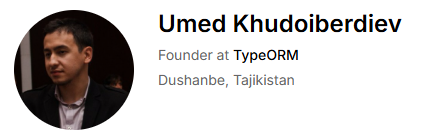 Umed Khudoiberdiev
Founder at TypeORM
Dushanbe, Tajikistan